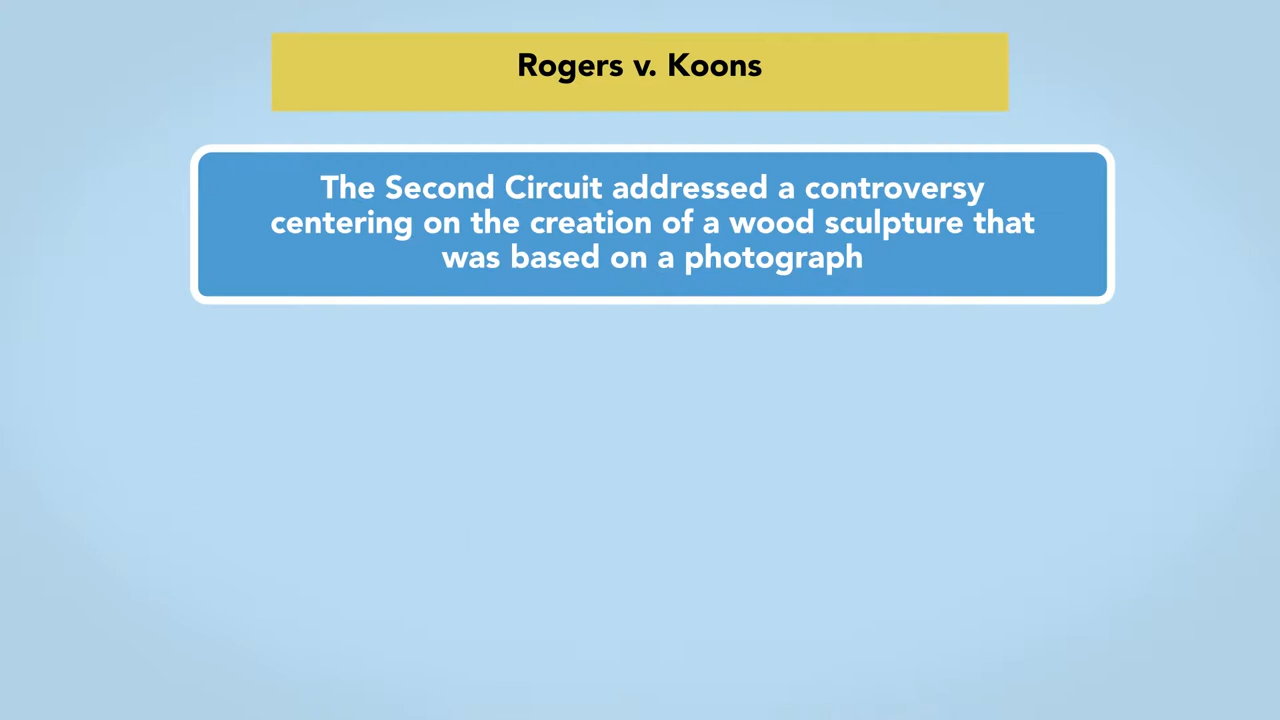 Rogers v. Koons
The Second Circuit addressed a controversy
centering on the creation of a wood sculpture that
was based on a photograph